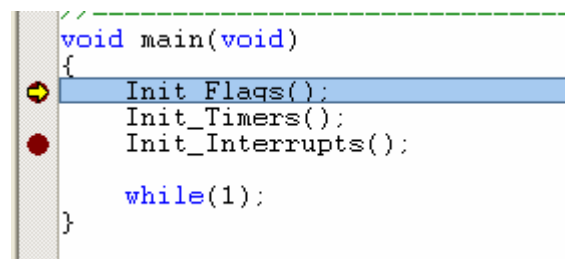 //
void main(void)
{
Init_Flags();
Init_Timers();
Init_Interrupts();
while(1);
}